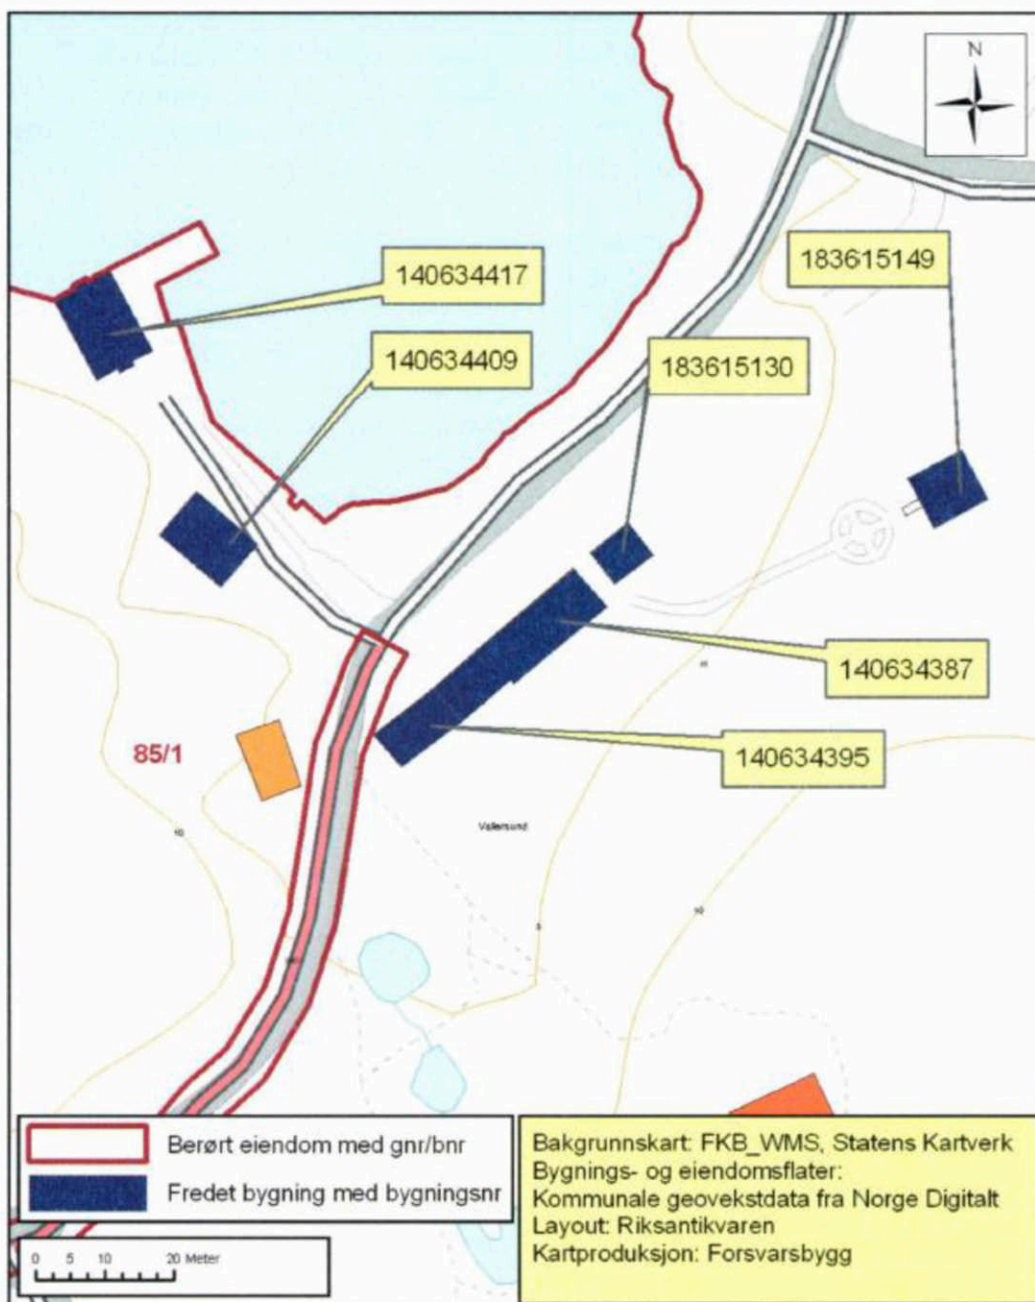 N
140634417
183615149
140634409
183615130
140634387
140634395
85/1
Vallersund
10
5
10
Berørt eiendom med gnr/bnr
Fredet bygning med bygningsnr
0 5 10 20 Meter
Bakgrunnskart: FKB_WMS, Statens Kartverk
Bygnings- og eiendomsflater:
Kommunale geovekstdata fra Norge Digitalt
Layout: Riksantikvaren
Kartproduksjon: Forsvarsbygg